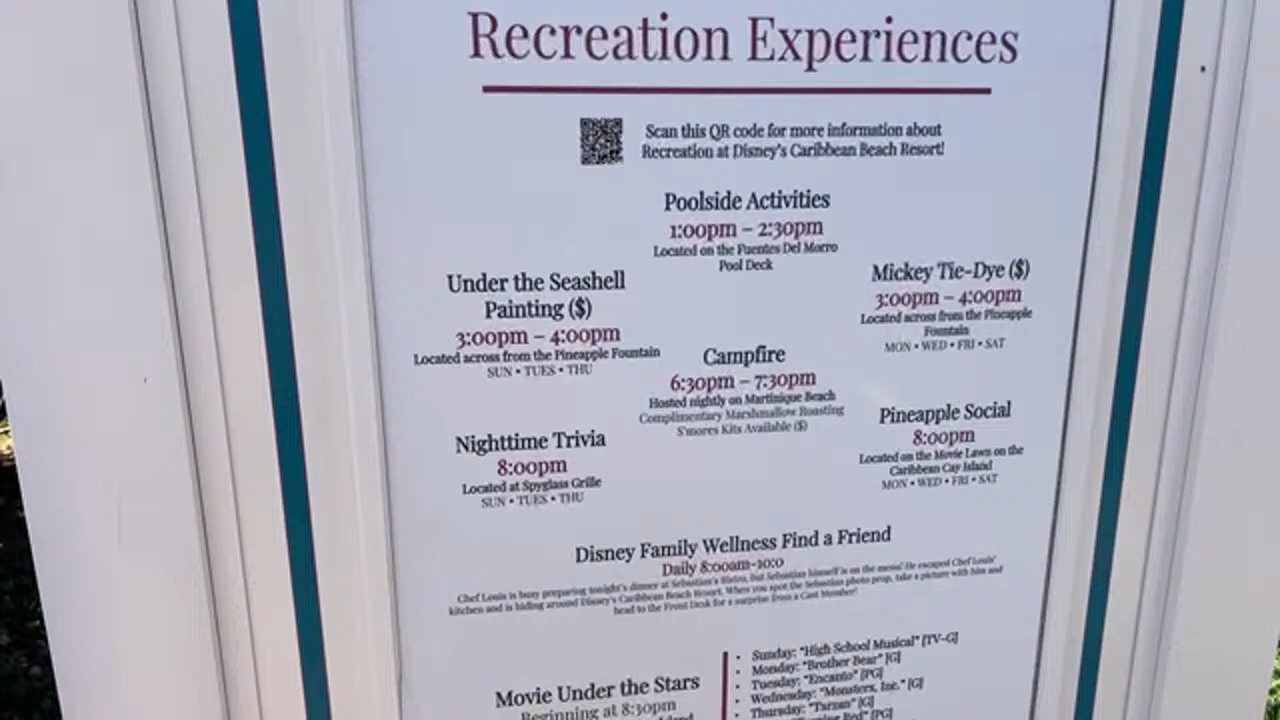 Recreation Experiences
Scan this QR code for more information about
Recreation at Disney's Caribbean Beach Resort!
Poolside Activities
1:00pm – 2:30pm
Located on the Fuentes Del Morro
Pool Deck
Under the Seashell
Painting ($)
3:00pm – 4:00pm
Located across from the Pineapple Fountain
SUN • TUES • THU
Mickey Tie-Dye ($)
3:00pm – 4:00pm
Located across from the Pineapple
Fountain
MON • WED • FRI • SAT
Campfire
6:30pm – 7:30pm
Hosted nightly on Martinique Beach
Complimentary Marshmallow Roasting
S'mores Kits Available ($)
Nighttime Trivia
8:00pm
Located at Spyglass Grille
SUN • TUES • THU
Pineapple Social
8:00pm
Located on the Movie Lawn on the
Caribbean Cay Island
MON • WED • FRI • SAT
Disney Family Wellness Find a Friend
Daily 8:00am-10:0
Chef Louis is busy preparing tonight's dinner at Sebastian's Bistro, but Sebastian himself is on the menu! He escaped Chef Louis'
kitchen and is hiding around Disney's Caribbean Beach Resort. When you spot the Sebastian photo prop, take a picture with him and
head to the Front Desk for a surprise from a Cast Member!
Movie Under the Stars
Beginning at 8:30pm
• Sunday: "High School Musical" [TV-G]
• Monday: "Brother Bear" [G]
• Tuesday: "Encanto" [PG]
• Wednesday: "Monsters, Inc." [G]
• Thursday: "Tarzan" [G]
Red" [PG]